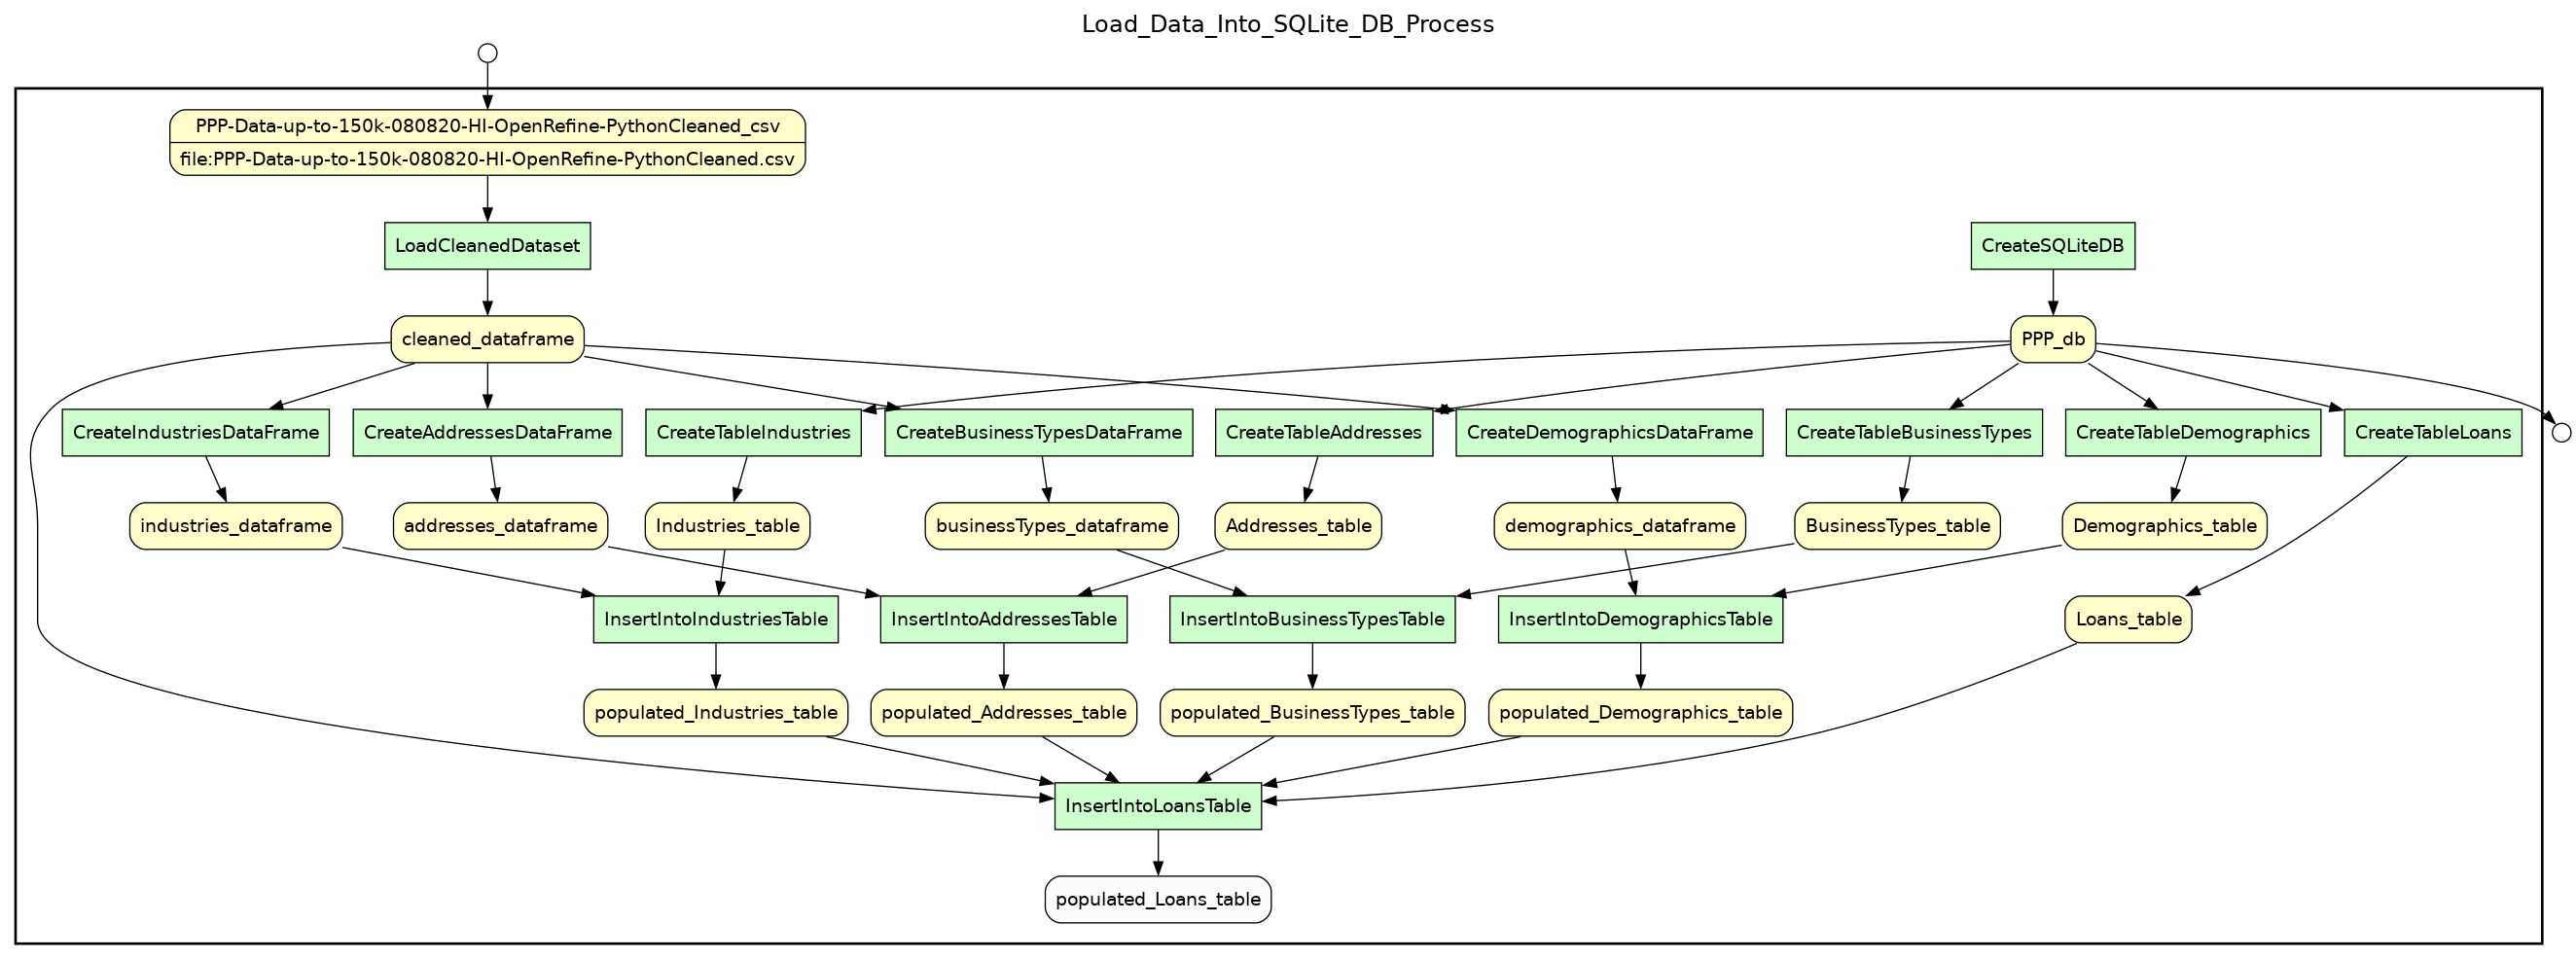 Load_Data_Into_SQLite_DB_Process
PPP-Data-up-to-150k-080820-HI-OpenRefine-PythonCleaned_csv
file:PPP-Data-up-to-150k-080820-HI-OpenRefine-PythonCleaned.csv
LoadCleanedDataset
CreateSQLiteDB
cleaned_dataframe
PPP_db
CreateIndustriesDataFrame
CreateAddressesDataFrame
CreateTableIndustries
CreateBusinessTypesDataFrame
CreateTableAddresses
CreateDemographicsDataFrame
CreateTableBusinessTypes
CreateTableDemographics
CreateTableLoans
industries_dataframe
addresses_dataframe
Industries_table
businessTypes_dataframe
Addresses_table
demographics_dataframe
BusinessTypes_table
Demographics_table
InsertIntoIndustriesTable
InsertIntoAddressesTable
InsertIntoBusinessTypesTable
InsertIntoDemographicsTable
Loans_table
populated_Industries_table
populated_Addresses_table
populated_BusinessTypes_table
populated_Demographics_table
InsertIntoLoansTable
populated_Loans_table